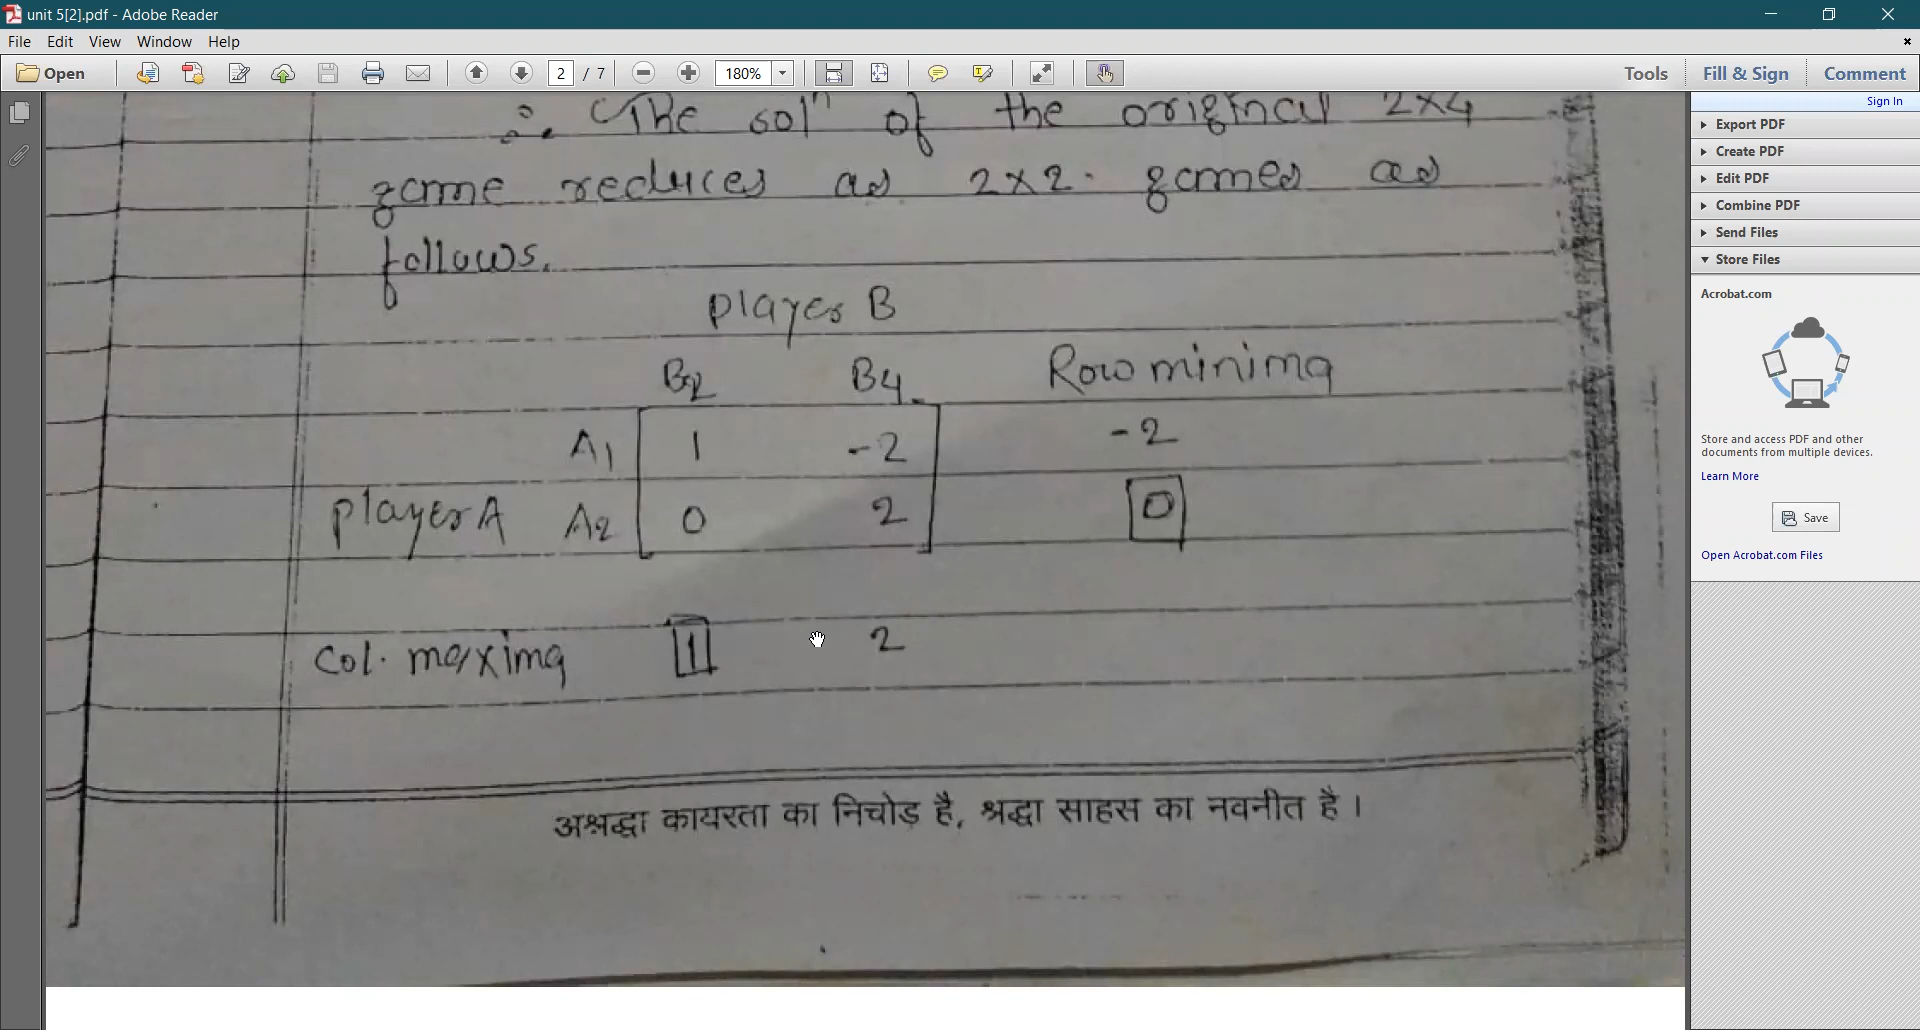 unit 5[2].pdf - Adobe Reader
File Edit View Window Help
Open 2 / 7 180% Tools Fill & Sign Comment
Sign In
Export PDF
Create PDF
Edit PDF
Combine PDF
Send Files
Store Files
Acrobat.com
Store and access PDF and other
documents from multiple devices.
Learn More
Save
Open Acrobat.com Files
∴ The solⁿ of the original 2x4
game reduces as 2x2. games as
follows.
player B
B2 B4 Row minima
A1 1 -2 -2
player A A2 0 2 0
Col. maxima 1 2
अश्रद्धा कायरता का निचोड़ है, श्रद्धा साहस का नवनीत है ।